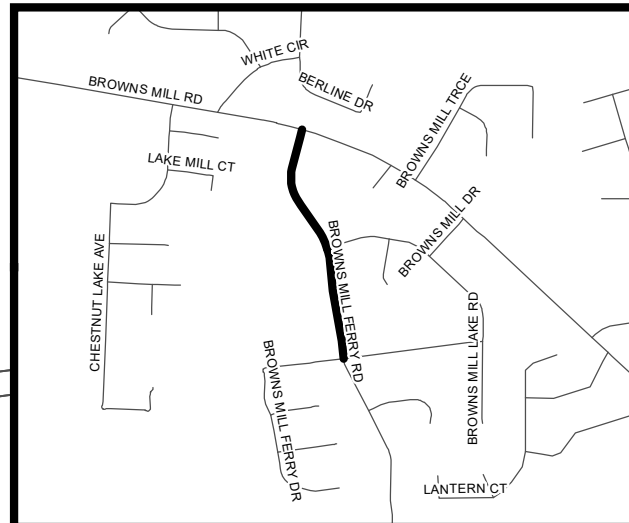 WHITE CIR
BROWNS MILL RD
BERLINE DR
BROWNS MILL TRCE
LAKE MILL CT
BROWNS MILL DR
CHESTNUT LAKE AVE
BROWNS MILL FERRY RD
BROWNS MILL LAKE RD
BROWNS MILL FERRY DR
LANTERN CT